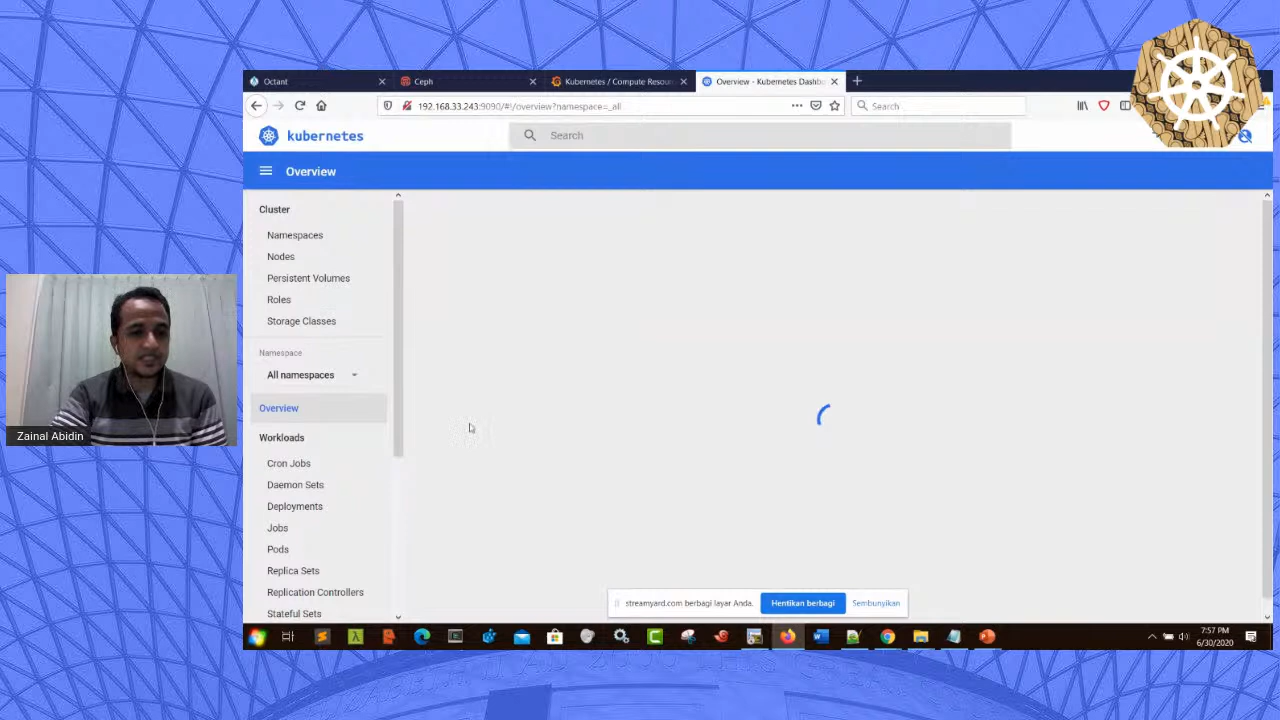 Octant
Ceph
Kubernetes / Compute Resour
Overview - Kubernetes Dashbo
192.168.33.243:9090/#!/overview?namespace=_all
Search
kubernetes
Search
Overview
Cluster
Namespaces
Nodes
Persistent Volumes
Roles
Storage Classes
Namespace
All namespaces
Overview
Workloads
Cron Jobs
Daemon Sets
Deployments
Jobs
Pods
Replica Sets
Replication Controllers
Stateful Sets
Zainal Abidin
streamyard.com berbagi layar Anda.
Hentikan berbagi
Sembunyikan
7:57 PM
6/30/2020